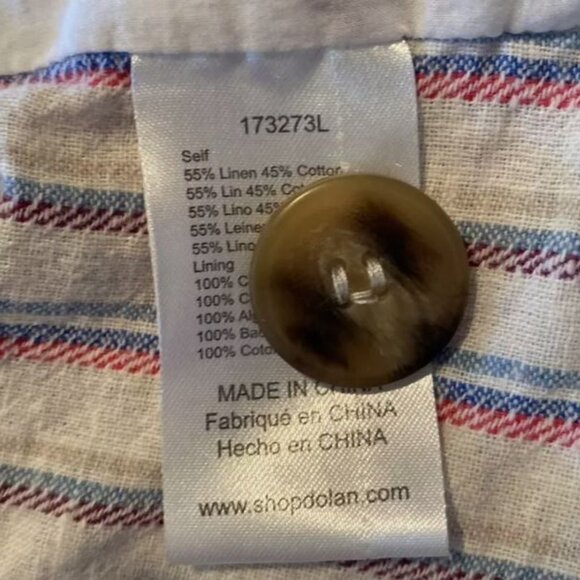 173273L
Self
55% Linen 45% Cotton
55% Lin 45%
55% Lino 45%
55%
55% Lino
Lining
100%
100%
100%
100%
100%
MADE IN CHINA
Fabriqué en CHINA
Hecho en CHINA
www.shopdolan.com